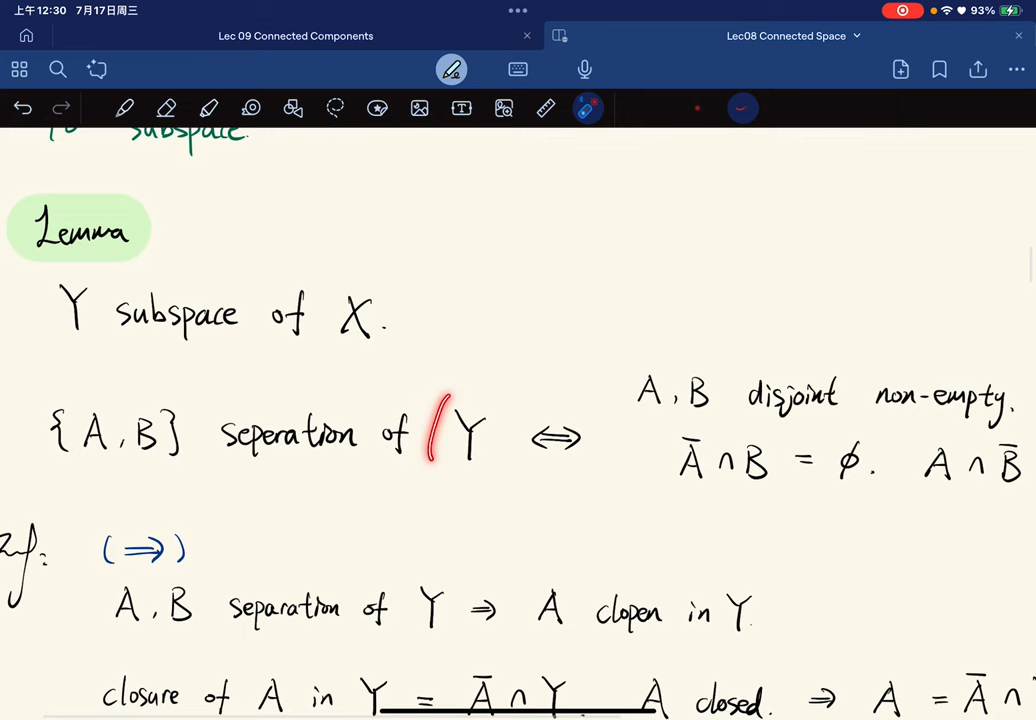 上午12:30 7月17日周三
93%
Lec 09 Connected Components
Lec08 Connected Space
subspace.
Lemma
Y subspace of X.
{A, B} seperation of Y ⇔ A, B disjoint non-empty.
Ā ∩ B = ϕ. A ∩ B̄
pf: (⇒)
A, B separation of Y ⇒ A clopen in Y.
closure of A in Y = Ā ∩ Y A closed. ⇒ A = Ā ∩